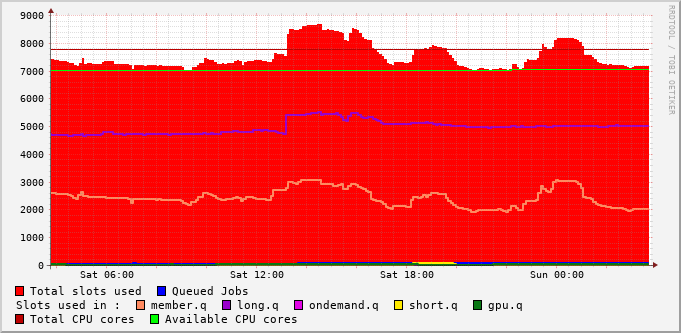 9000
8000
7000
6000
5000
4000
3000
2000
1000
0
Sat 06:00 Sat 12:00 Sat 18:00 Sun 00:00
Total slots used Queued Jobs
Slots used in : member.q long.q ondemand.q short.q gpu.q
Total CPU cores Available CPU cores
RRDTOOL / TOBI OETIKER